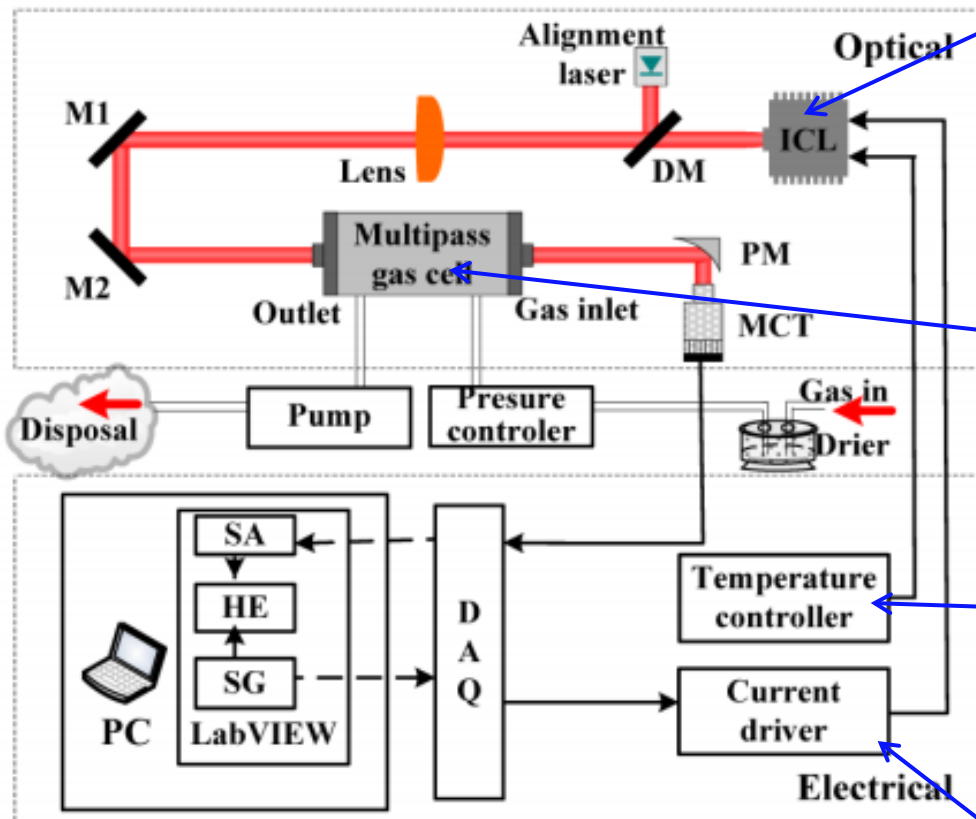 Alignment
laser
Optical
M1
ICL
Lens
DM
Multipass
gas cell
PM
M2
Outlet
Gas inlet
MCT
Disposal
Pump
Presure
controler
Gas in
Drier
SA
HE
SG
LabVIEW
PC
D
A
Q
Temperature
controller
Current
driver
Electrical